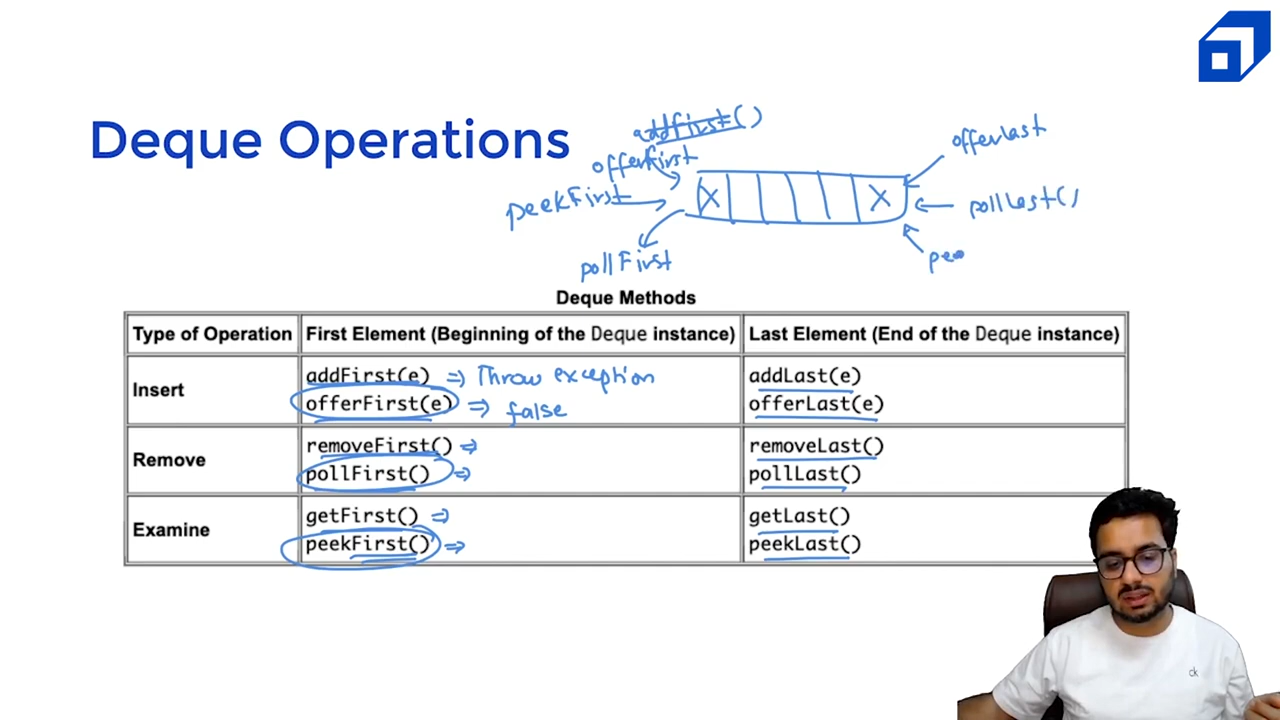 Deque Operations
addfirst()
offerFirst
peekFirst
pollFirst
offerlast
pollLast()
pee
Deque Methods
Type of Operation First Element (Beginning of the Deque instance) Last Element (End of the Deque instance)
Insert
addFirst(e) => Throw exception
offerFirst(e) => false
addLast(e)
offerLast(e)
Remove
removeFirst() =>
pollFirst() =>
removeLast()
pollLast()
Examine
getFirst() =>
peekFirst() =>
getLast()
peekLast()
ck